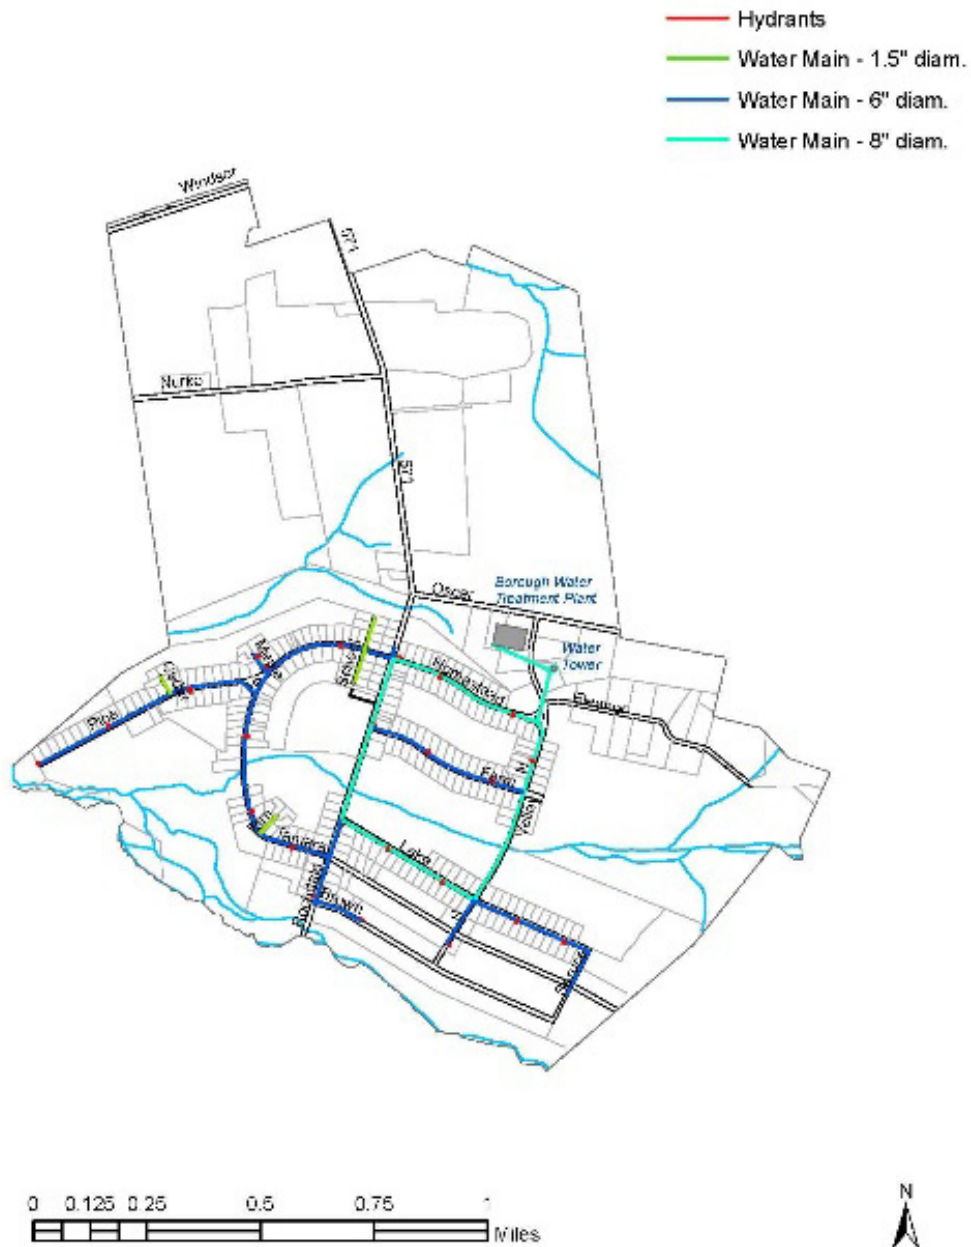 Hydrants
Water Main - 1.5" diam.
Water Main - 6" diam.
Water Main - 8" diam.
Windsor
571
Nurko
571
Oscar
Borough Water
Treatment Plant
Water
Tower
Homestead
Pine
Farm
Valley
Tamara
Lake
N
0 0.125 0.25 0.5 0.75 1
Miles
N